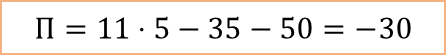 П = 11 · 5 − 35 − 50 = −30